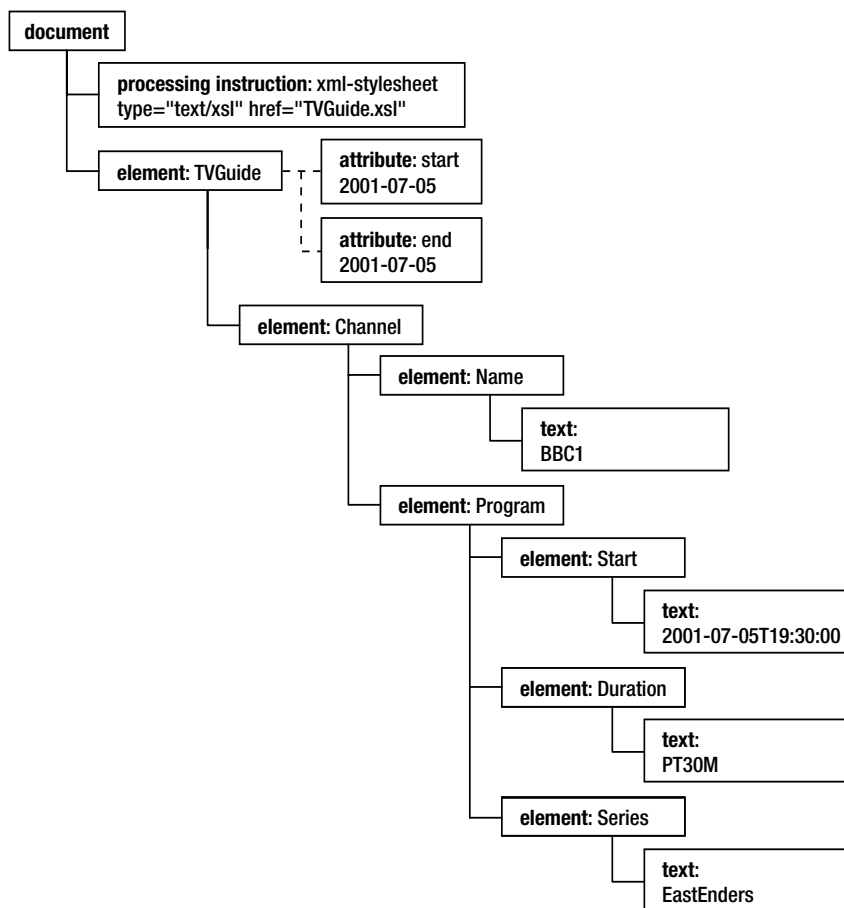 document
processing instruction: xml-stylesheet
type="text/xsl" href="TVGuide.xsl"
element: TVGuide
attribute: start
2001-07-05
attribute: end
2001-07-05
element: Channel
element: Name
text:
BBC1
element: Program
element: Start
text:
2001-07-05T19:30:00
element: Duration
text:
PT30M
element: Series
text:
EastEnders